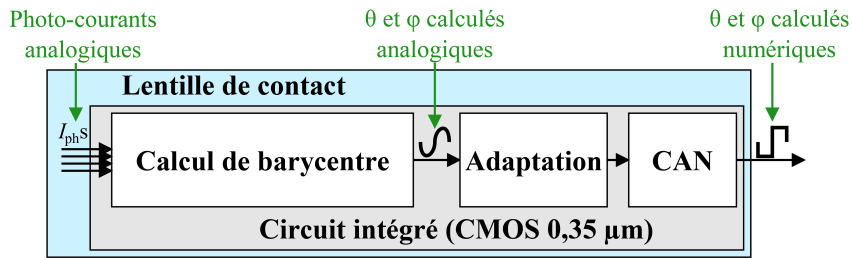 Photo-courants
analogiques
θ et φ calculés
analogiques
θ et φ calculés
numériques
Lentille de contact
Iphs
Calcul de barycentre
Adaptation
CAN
Circuit intégré (CMOS 0,35 µm)